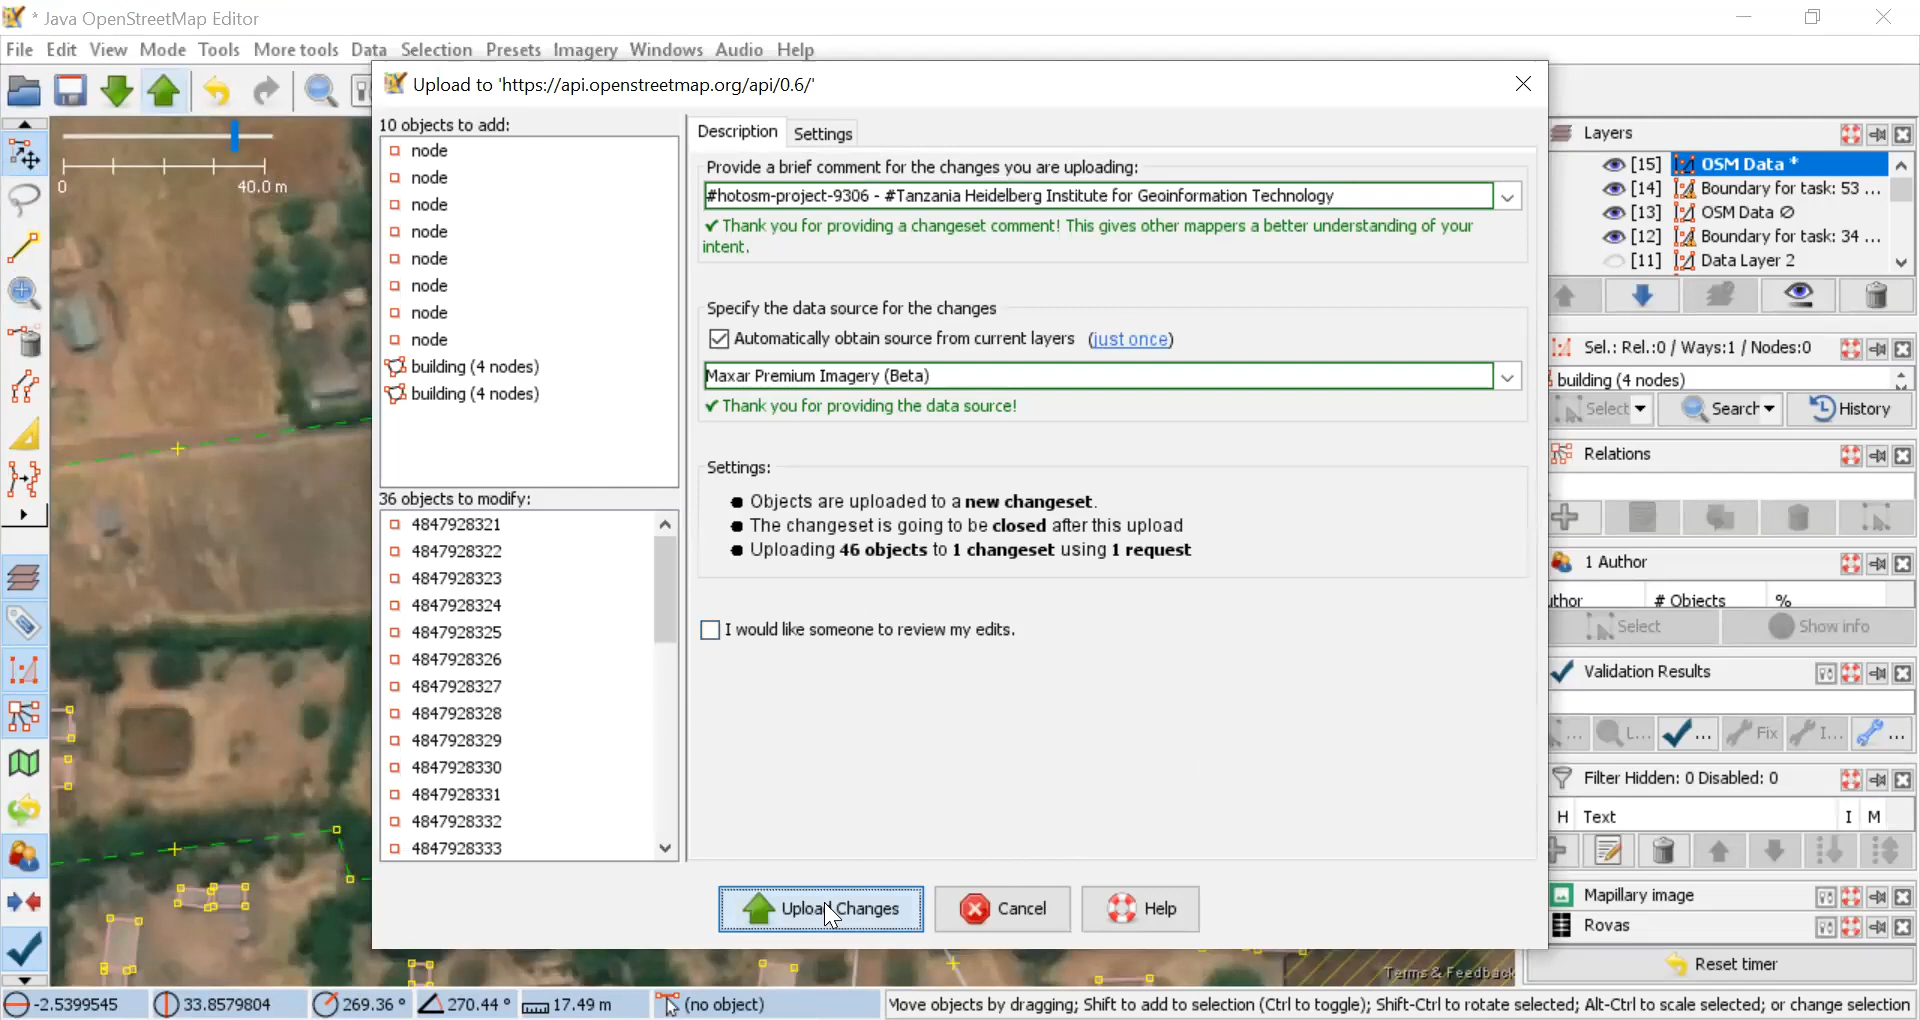 * Java OpenStreetMap Editor
File Edit View Mode Tools More tools Data Selection Presets Imagery Windows Audio Help
Upload to 'https://api.openstreetmap.org/api/0.6/'
0 40.0 m
10 objects to add:
node
node
node
node
node
node
node
node
building (4 nodes)
building (4 nodes)
36 objects to modify:
4847928321
4847928322
4847928323
4847928324
4847928325
4847928326
4847928327
4847928328
4847928329
4847928330
4847928331
4847928332
4847928333
Description Settings
Provide a brief comment for the changes you are uploading:
#hotosm-project-9306 - #Tanzania Heidelberg Institute for Geoinformation Technology
Thank you for providing a changeset comment! This gives other mappers a better understanding of your
intent.
Specify the data source for the changes
Automatically obtain source from current layers (just once)
Maxar Premium Imagery (Beta)
Thank you for providing the data source!
Settings:
Objects are uploaded to a new changeset.
The changeset is going to be closed after this upload
Uploading 46 objects to 1 changeset using 1 request
I would like someone to review my edits.
Upload Changes Cancel Help
Layers
[15] OSM Data *
[14] Boundary for task: 53 ...
[13] OSM Data
[12] Boundary for task: 34 ...
[11] Data Layer 2
Sel.: Rel.:0 / Ways:1 / Nodes:0
building (4 nodes)
Select Search History
Relations
1 Author
thor # Objects %
Select Show info
Validation Results
... L... ... Fix I... ...
Filter Hidden: 0 Disabled: 0
H Text I M
Mapillary image
Rovas
Reset timer
Terms & Feedback
-2.5399545 33.8579804 269.36 ° 270.44 ° 17.49 m (no object) Move objects by dragging; Shift to add to selection (Ctrl to toggle); Shift-Ctrl to rotate selected; Alt-Ctrl to scale selected; or change selection